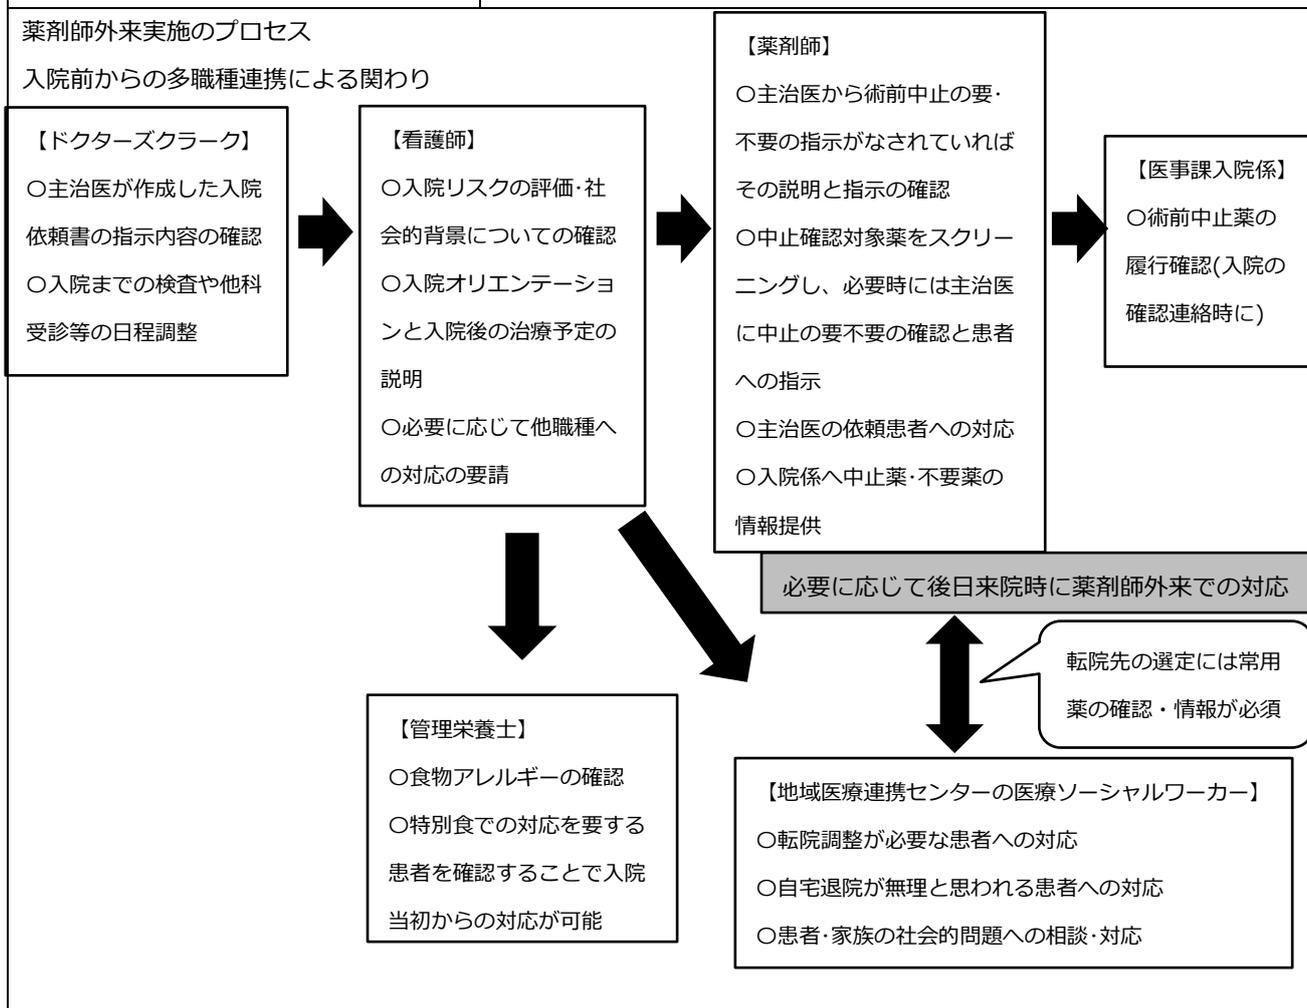 薬剤師外来実施のプロセス
入院前からの多職種連携による関わり
【ドクターズクラーク】
〇主治医が作成した入院
依頼書の指示内容の確認
〇入院までの検査や他科
受診等の日程調整
【看護師】
〇入院リスクの評価･社
会的背景についての確認
〇入院オリエンテーショ
ンと入院後の治療予定の
説明
〇必要に応じて他職種へ
の対応の要請
【薬剤師】
〇主治医から術前中止の要･
不要の指示がなされていれば
その説明と指示の確認
〇中止確認対象薬をスクリー
ニングし、必要時には主治医
に中止の要不要の確認と患者
への指示
〇主治医の依頼患者への対応
〇入院係へ中止薬･不要薬の
情報提供
【医事課入院係】
〇術前中止薬の
履行確認(入院の
確認連絡時に)
必要に応じて後日来院時に薬剤師外来での対応
転院先の選定には常用
薬の確認・情報が必須
【管理栄養士】
〇食物アレルギーの確認
〇特別食での対応を要する
患者を確認することで入院
当初からの対応が可能
【地域医療連携センターの医療ソーシャルワーカー】
〇転院調整が必要な患者への対応
〇自宅退院が無理と思われる患者への対応
〇患者･家族の社会的問題への相談･対応